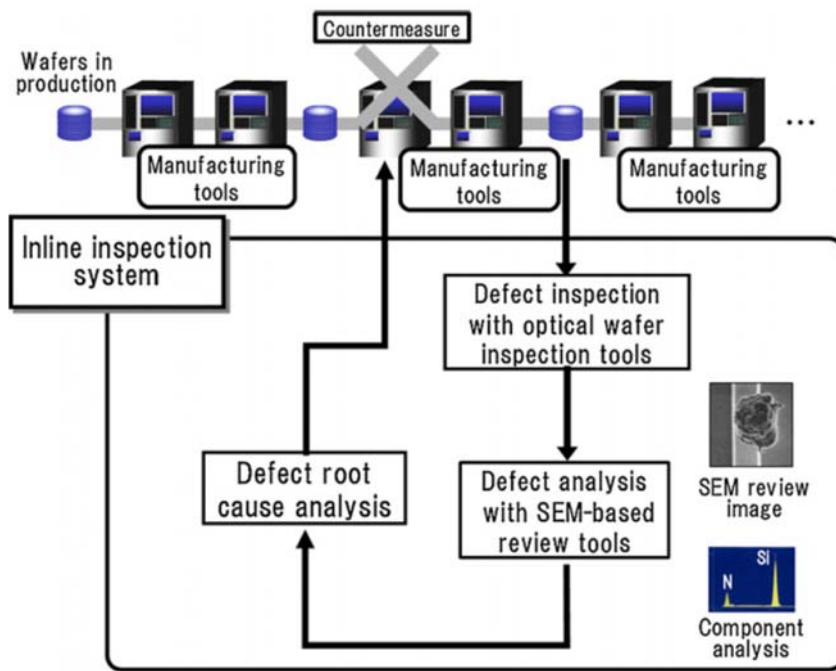 Countermeasure
Wafers in
production
...
Manufacturing
tools
Manufacturing
tools
Manufacturing
tools
Inline inspection
system
Defect inspection
with optical wafer
inspection tools
Defect root
cause analysis
Defect analysis
with SEM-based
review tools
SEM review
image
N
SI
Component
analysis